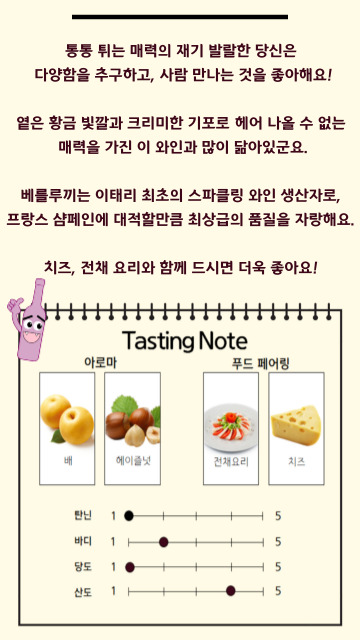 통통 튀는 매력의 재기 발랄한 당신은
다양함을 추구하고, 사람 만나는 것을 좋아해요!
옅은 황금 빛깔과 크리미한 기포로 헤어 나올 수 없는
매력을 가진 이 와인과 많이 닮아있군요.
베를루끼는 이태리 최초의 스파클링 와인 생산자로,
프랑스 샴페인에 대적할만큼 최상급의 품질을 자랑해요.
치즈, 전채 요리와 함께 드시면 더욱 좋아요!
Tasting Note
아로마 푸드 페어링
배 헤이즐넛 전채요리 치즈
탄닌 1 5
바디 1 5
당도 1 5
산도 1 5